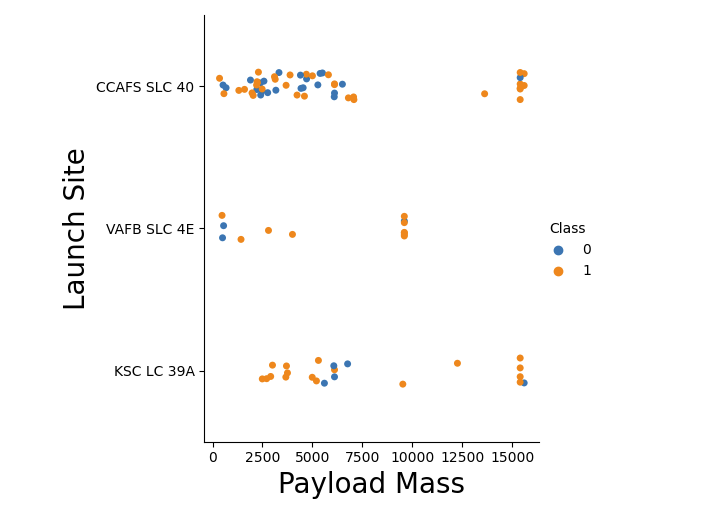 Launch Site
CCAFS SLC 40
VAFB SLC 4E
KSC LC 39A
0 2500 5000 7500 10000 12500 15000
Payload Mass
Class
0
1